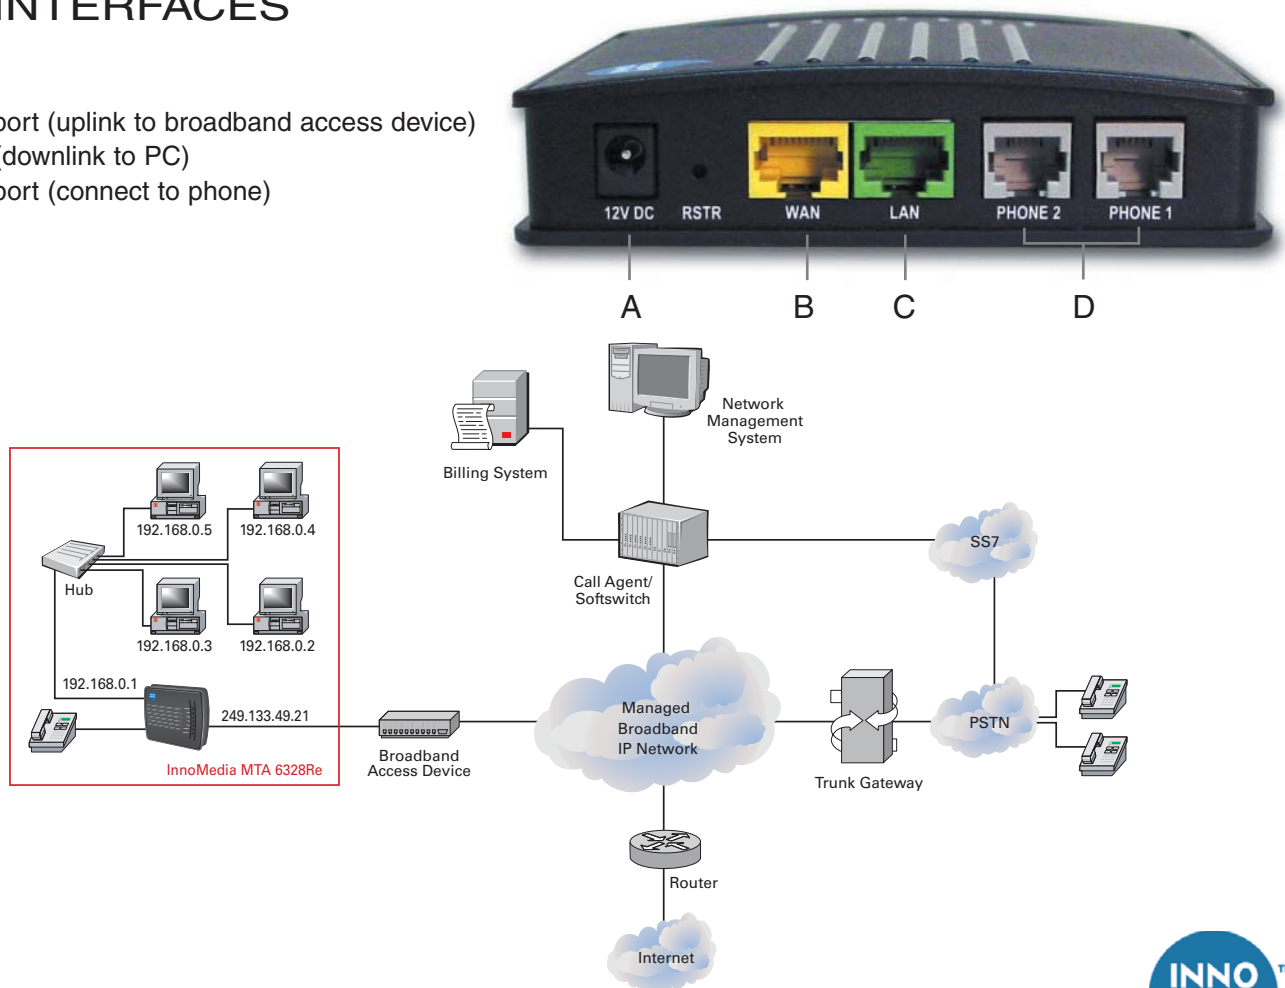 INTERFACES
port (uplink to broadband access device)
(downlink to PC)
port (connect to phone)
12V DC
RSTR
WAN
LAN
PHONE 2
PHONE 1
A
B
C
D
Network
Management
System
Billing System
192.168.0.5
192.168.0.4
Hub
192.168.0.3
192.168.0.2
Call Agent/
Softswitch
SS7
192.168.0.1
249.133.49.21
InnoMedia MTA 6328Re
Broadband
Access Device
Managed
Broadband
IP Network
Trunk Gateway
PSTN
Router
Internet
INNO